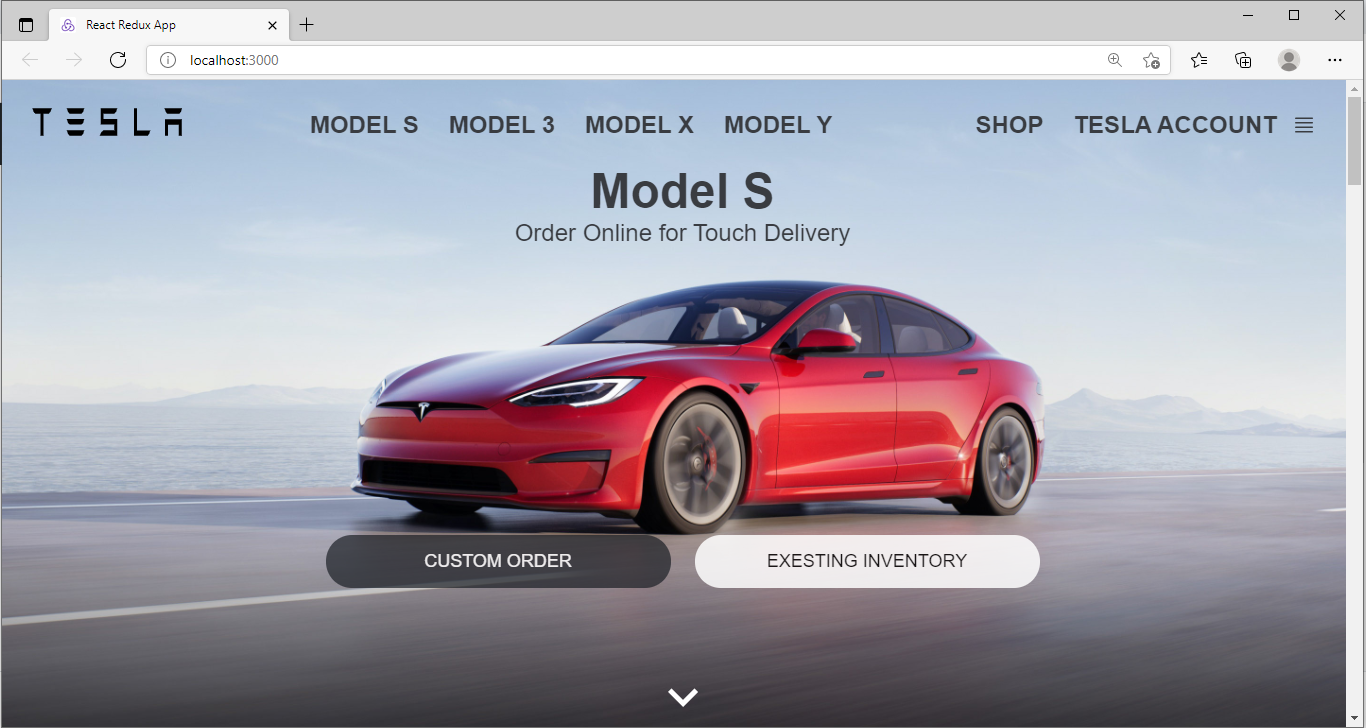 React Redux App
localhost:3000
TESLA
MODEL S MODEL 3 MODEL X MODEL Y SHOP TESLA ACCOUNT
Model S
Order Online for Touch Delivery
CUSTOM ORDER EXESTING INVENTORY